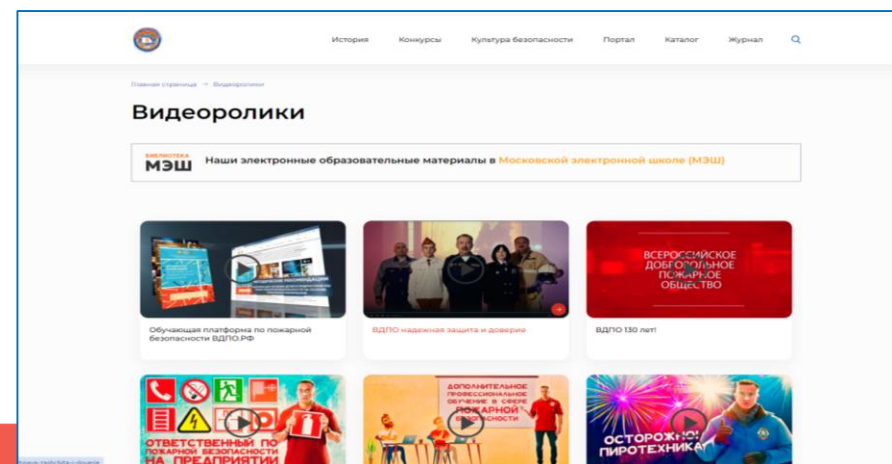 История Конкурсы Культура безопасности Портал Каталог Журнал
Главная страница → Видеоролики
Видеоролики
БИБЛИОТЕКА
МЭШ
Наши электронные образовательные материалы в Московской электронной школе (МЭШ)
Обучающая платформа по пожарной
безопасности ВДПО.РФ
ВДПО надежная защита и доверие
ВСЕРОССИЙСКОЕ
ДОБРОВОЛЬНОЕ
ПОЖАРНОЕ
ОБЩЕСТВО
ВДПО 130 лет!
ОТВЕТСТВЕННЫЙ ПО
ПОЖАРНОЙ БЕЗОПАСНОСТИ
НА ПРЕДПРИЯТИИ
ДОПОЛНИТЕЛЬНОЕ
ПРОФЕССИОНАЛЬНОЕ
ОБУЧЕНИЕ В СФЕРЕ
ПОЖАРНОЙ
БЕЗОПАСНОСТИ
ОСТОРОЖНО!
ПИРОТЕХНИКА